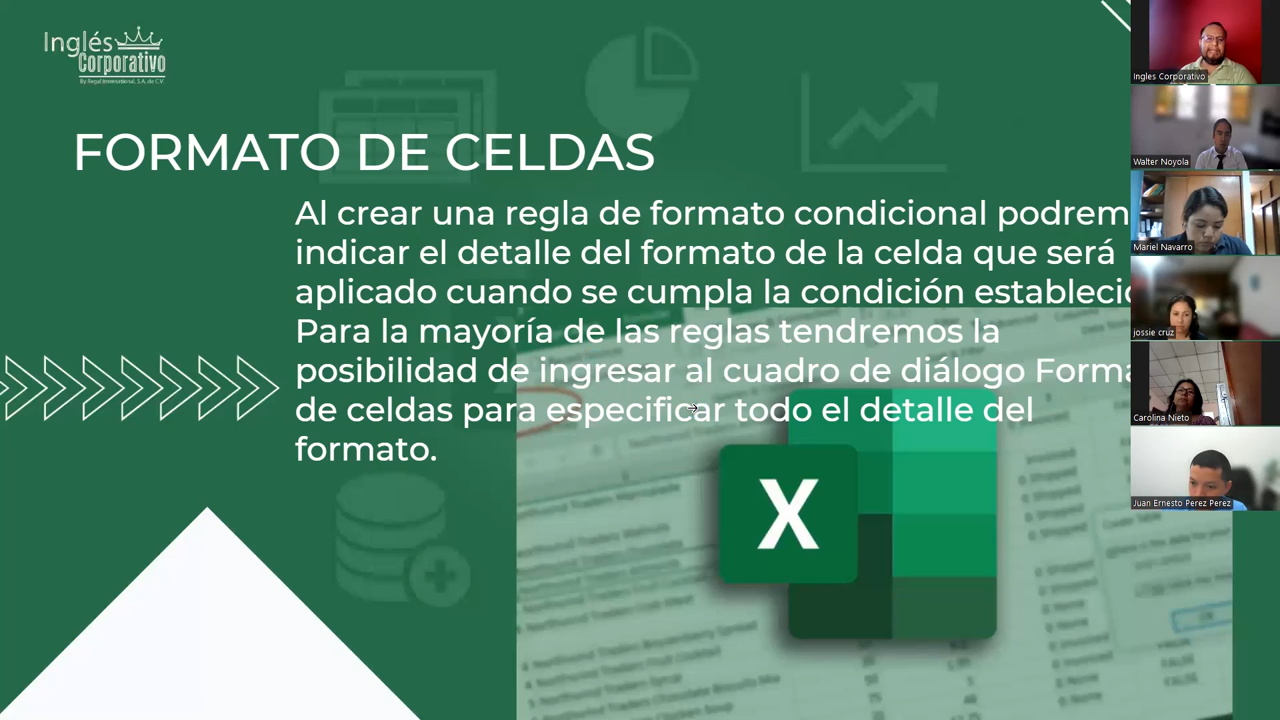 Inglés
Corporativo
By Regal International, S.A. de C.V.
FORMATO DE CELDAS
Al crear una regla de formato condicional podrem
indicar el detalle del formato de la celda que será
aplicado cuando se cumpla la condición establecid
Para la mayoría de las reglas tendremos la
posibilidad de ingresar al cuadro de diálogo Forma
de celdas para especificar todo el detalle del
formato.
X
Ingles Corporativo
Walter Noyola
Mariel Navarro
jossie cruz
Carolina Nieto
Juan Ernesto Perez Perez